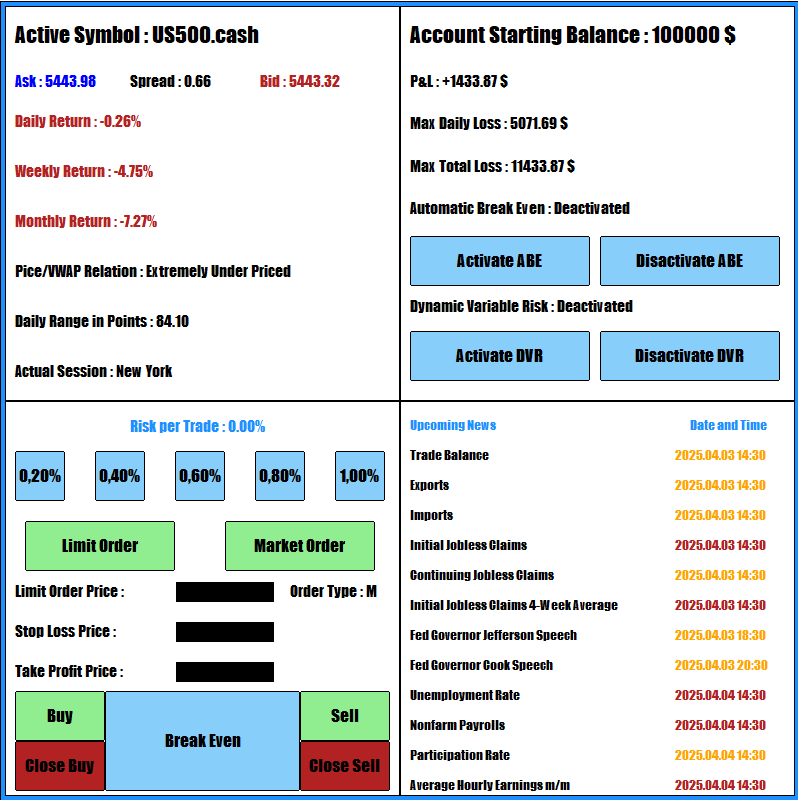 Active Symbol : US500.cash
Ask : 5443.98 Spread : 0.66 Bid : 5443.32
Daily Return : -0.26%
Weekly Return : -4.75%
Monthly Return : -7.27%
Pice/VWAP Relation : Extremely Under Priced
Daily Range in Points : 84.10
Actual Session : New York
Account Starting Balance : 100000 $
P&L : +1433.87 $
Max Daily Loss : 5071.69 $
Max Total Loss : 11433.87 $
Automatic Break Even : Deactivated
Activate ABE Disactivate ABE
Dynamic Variable Risk : Deactivated
Activate DVR Disactivate DVR
Risk per Trade : 0.00%
0,20% 0,40% 0,60% 0,80% 1,00%
Limit Order Market Order
Limit Order Price : Order Type : M
Stop Loss Price :
Take Profit Price :
Buy Break Even Sell
Close Buy Close Sell
Upcoming News Date and Time
Trade Balance 2025.04.03 14:30
Exports 2025.04.03 14:30
Imports 2025.04.03 14:30
Initial Jobless Claims 2025.04.03 14:30
Continuing Jobless Claims 2025.04.03 14:30
Initial Jobless Claims 4-Week Average 2025.04.03 14:30
Fed Governor Jefferson Speech 2025.04.03 18:30
Fed Governor Cook Speech 2025.04.03 20:30
Unemployment Rate 2025.04.04 14:30
Nonfarm Payrolls 2025.04.04 14:30
Participation Rate 2025.04.04 14:30
Average Hourly Earnings m/m 2025.04.04 14:30